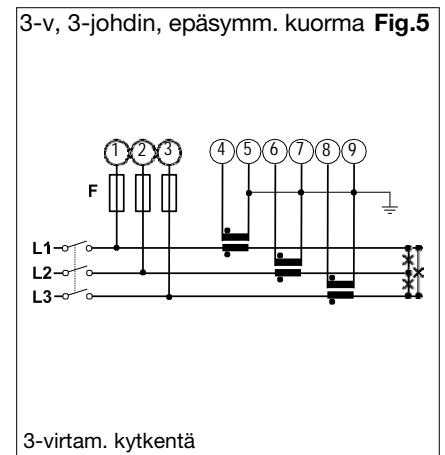 3-v, 3-johdin, epäsymm. kuorma Fig.5
1 2 3 4 5 6 7 8 9
F
L1
L2
L3
3-virtam. kytkentä